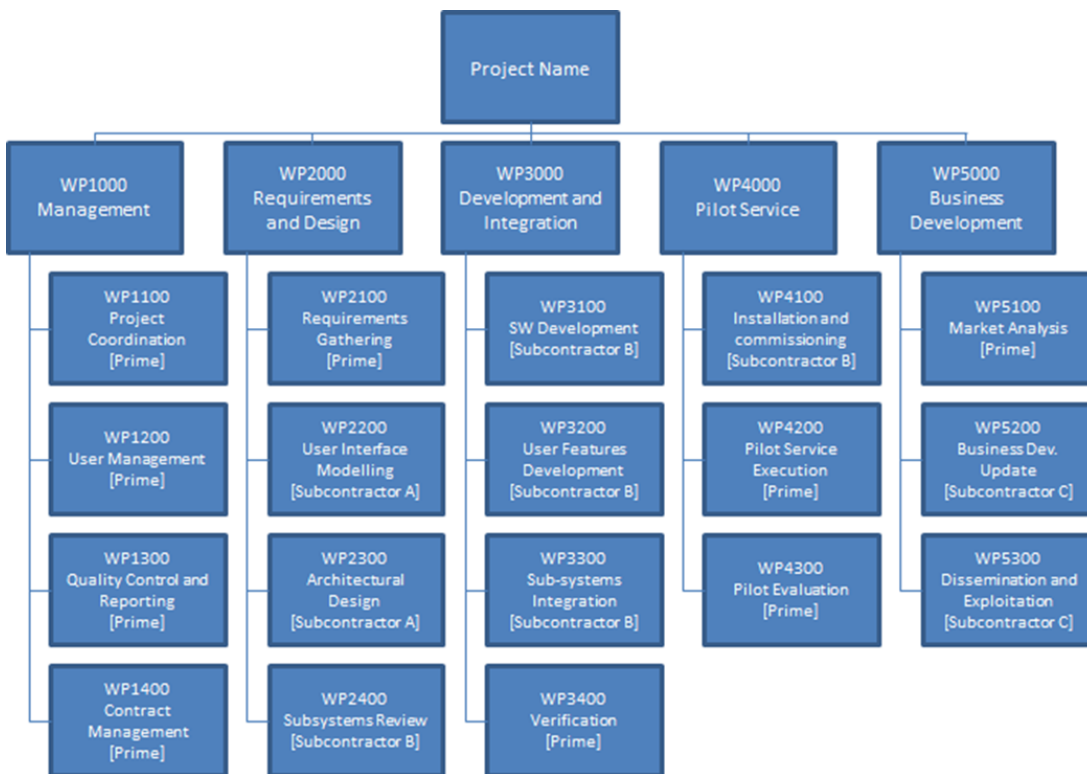 Project Name
WP1000
Management
WP2000
Requirements
and Design
WP3000
Development and
Integration
WP4000
Pilot Service
WP5000
Business
Development
WP1100
Project
Coordination
[Prime]
WP2100
Requirements
Gathering
[Prime]
WP3100
SW Development
[Subcontractor B]
WP4100
Installation and
commissioning
[Subcontractor B]
WP5100
Market Analysis
[Prime]
WP1200
User Management
[Prime]
WP2200
User Interface
Modelling
[Subcontractor A]
WP3200
User Features
Development
[Subcontractor B]
WP4200
Pilot Service
Execution
[Prime]
WP5200
Business Dev.
Update
[Subcontractor C]
WP1300
Quality Control and
Reporting
[Prime]
WP2300
Architectural
Design
[Subcontractor A]
WP3300
Sub-systems
Integration
[Subcontractor B]
WP4300
Pilot Evaluation
[Prime]
WP5300
Dissemination and
Exploitation
[Subcontractor C]
WP1400
Contract
Management
[Prime]
WP2400
Subsystems Review
[Subcontractor B]
WP3400
Verification
[Prime]